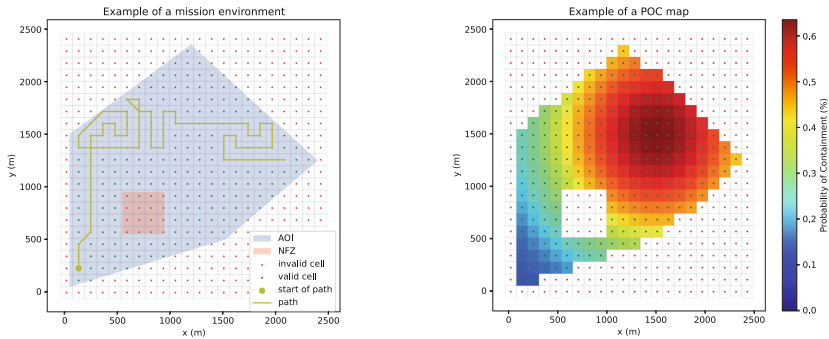 Example of a mission environment
2500
2000
1500
1000
500
0
y (m)
0 500 1000 1500 2000 2500
x (m)
AOI
NFZ
invalid cell
valid cell
start of path
path
Example of a POC map
2500
2000
1500
1000
500
0
y (m)
0 500 1000 1500 2000 2500
x (m)
0.6
0.5
0.4
0.3
0.2
0.1
0.0
Probability of Containment (%)